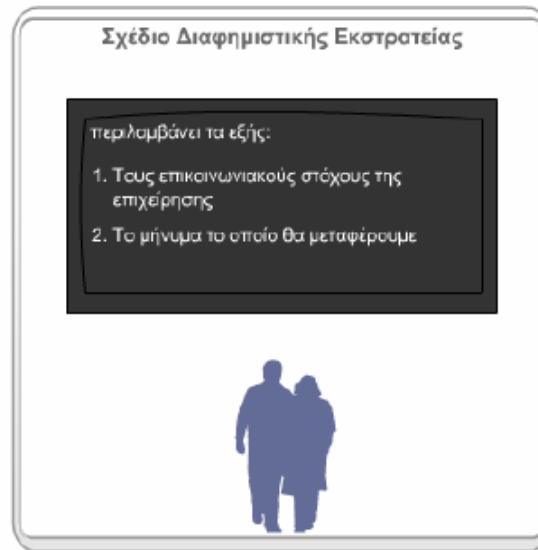 Σχέδιο Διαφημιστικής Εκστρατείας
περιλαμβάνει τα εξής:
1. Τους επικοινωνιακούς στόχους της
επιχείρησης
2. Το μήνυμα το οποίο θα μεταφέρουμε